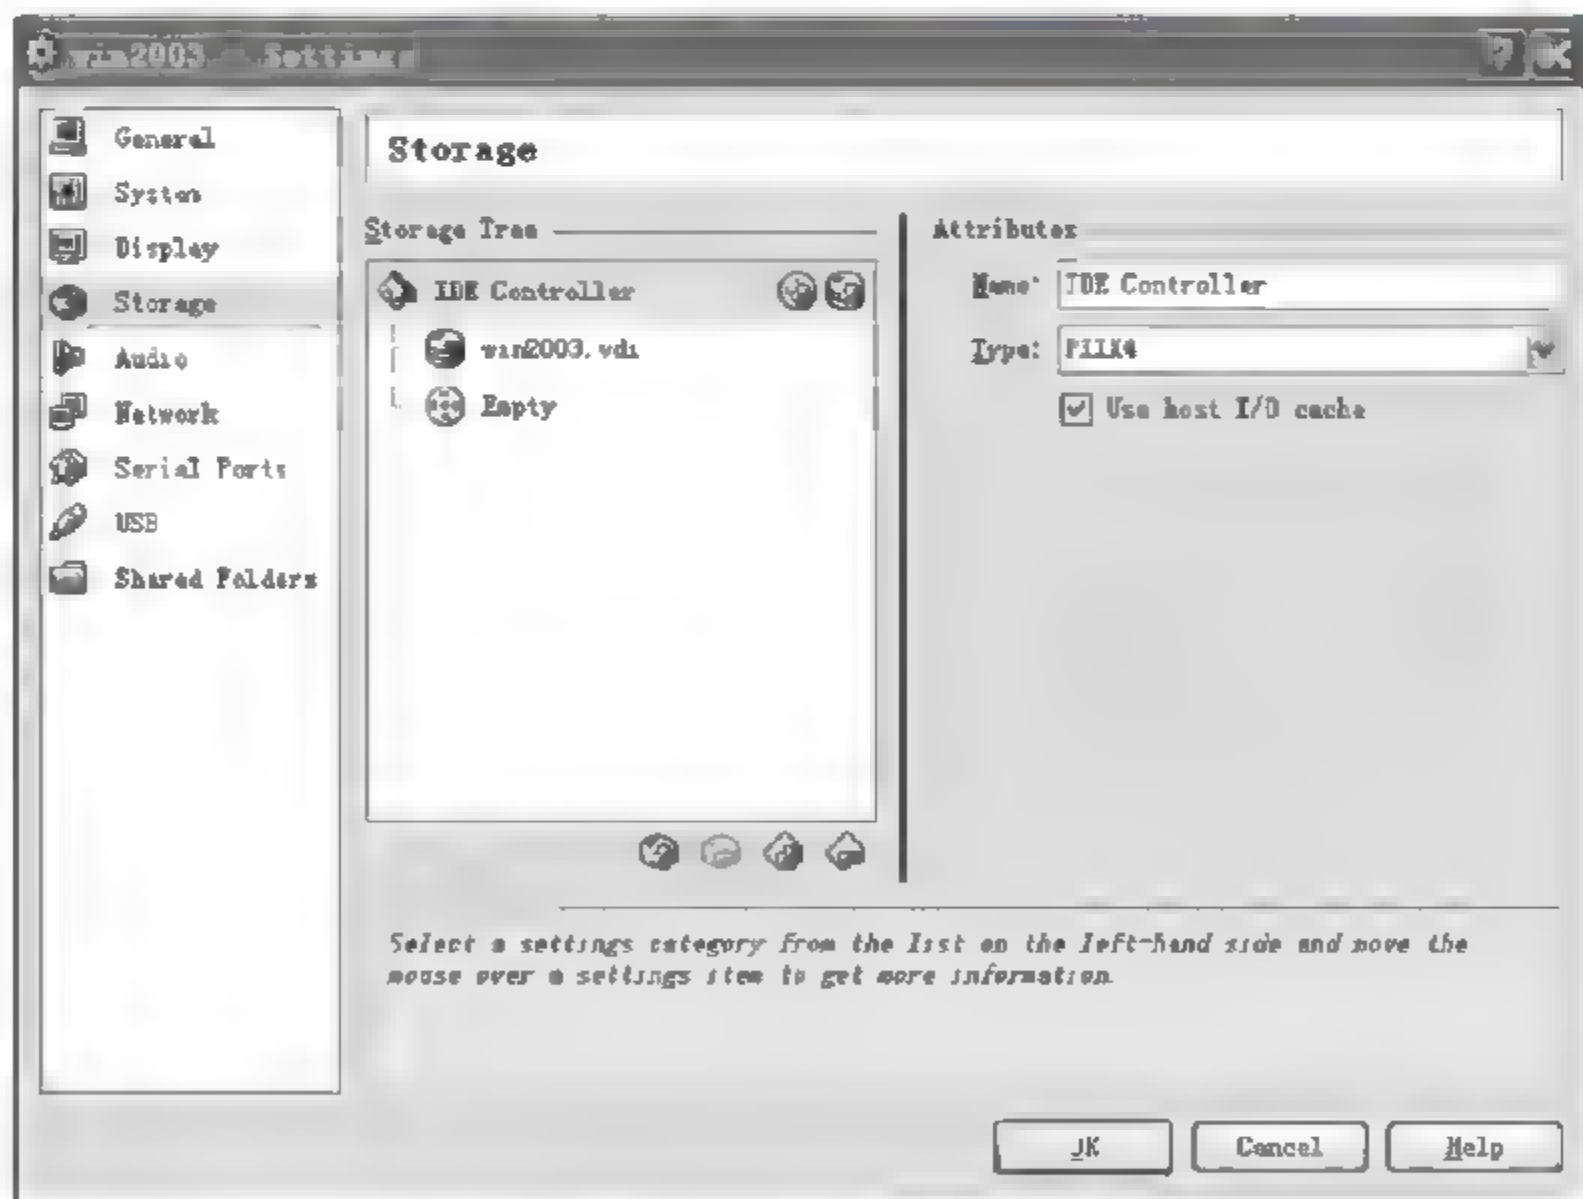 win2003 - Settings
General
System
Display
Storage
Audio
Network
Serial Ports
USB
Shared Folders
Storage
Storage Tree
IDE Controller
win2003.vdi
Empty
Attributes
Name: IDE Controller
Type: PIIX4
Use host I/O cache
Select a settings category from the list on the left-hand side and move the
mouse over a settings item to get more information.
OK
Cancel
Help